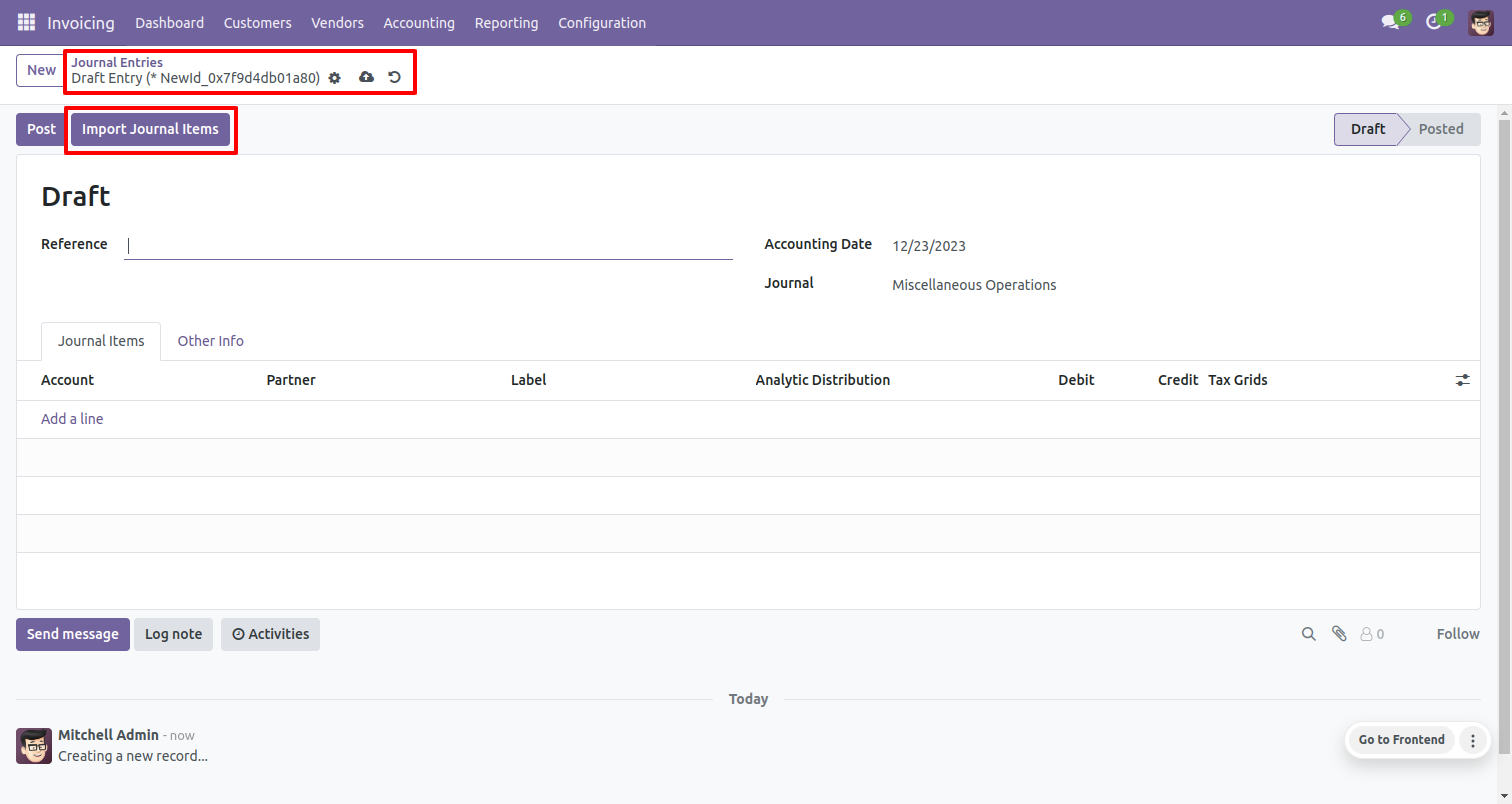 Invoicing Dashboard Customers Vendors Accounting Reporting Configuration 6 1
New Journal Entries
Draft Entry (* NewId_0x7f9d4db01a80)
Post Import Journal Items Draft Posted
Draft
Reference Accounting Date 12/23/2023
Journal Miscellaneous Operations
Journal Items Other Info
Account Partner Label Analytic Distribution Debit Credit Tax Grids
Add a line
Send message Log note Activities 0 Follow
Today
Mitchell Admin - now
Creating a new record...
Go to Frontend